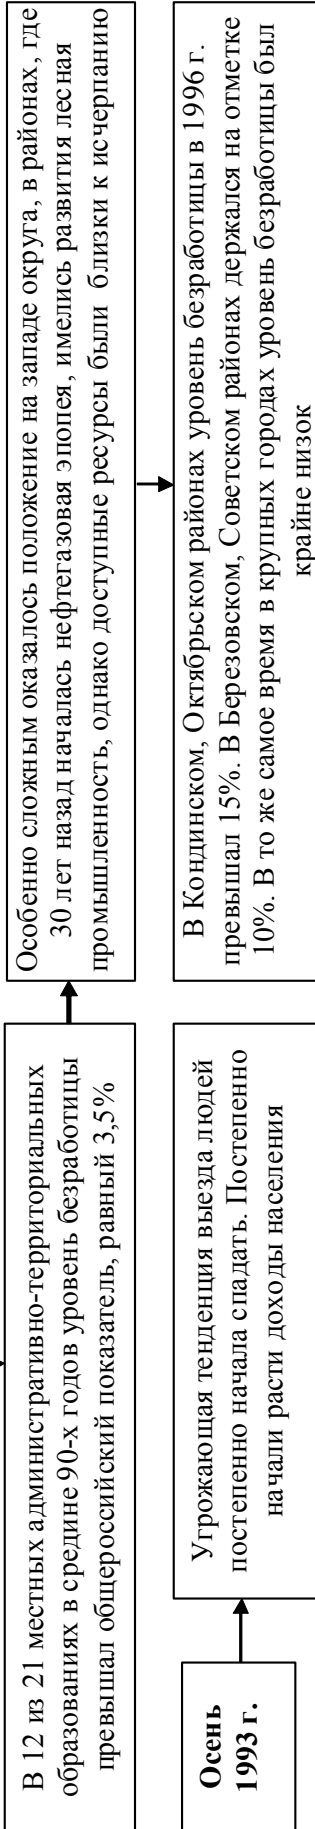 В 12 из 21 местных административно-территориальных
образованиях в средине 90-х годов уровень безработицы
превышал общероссийский показатель, равный 3,5%
Особенно сложным оказалось положение на западе округа, в районах, где
30 лет назад началась нефтегазовая эпопея, имелись развития лесная
промышленность, однако доступные ресурсы были близки к исчерпанию
В Кондинском, Октябрьском районах уровень безработицы в 1996 г.
превышал 15%. В Березовском, Советском районах держался на отметке
10%. В то же самое время в крупных городах уровень безработицы был
крайне низок
Осень
1993 г.
Угрожающая тенденция выезда людей
постепенно начала спадать. Постепенно
начали расти доходы населения